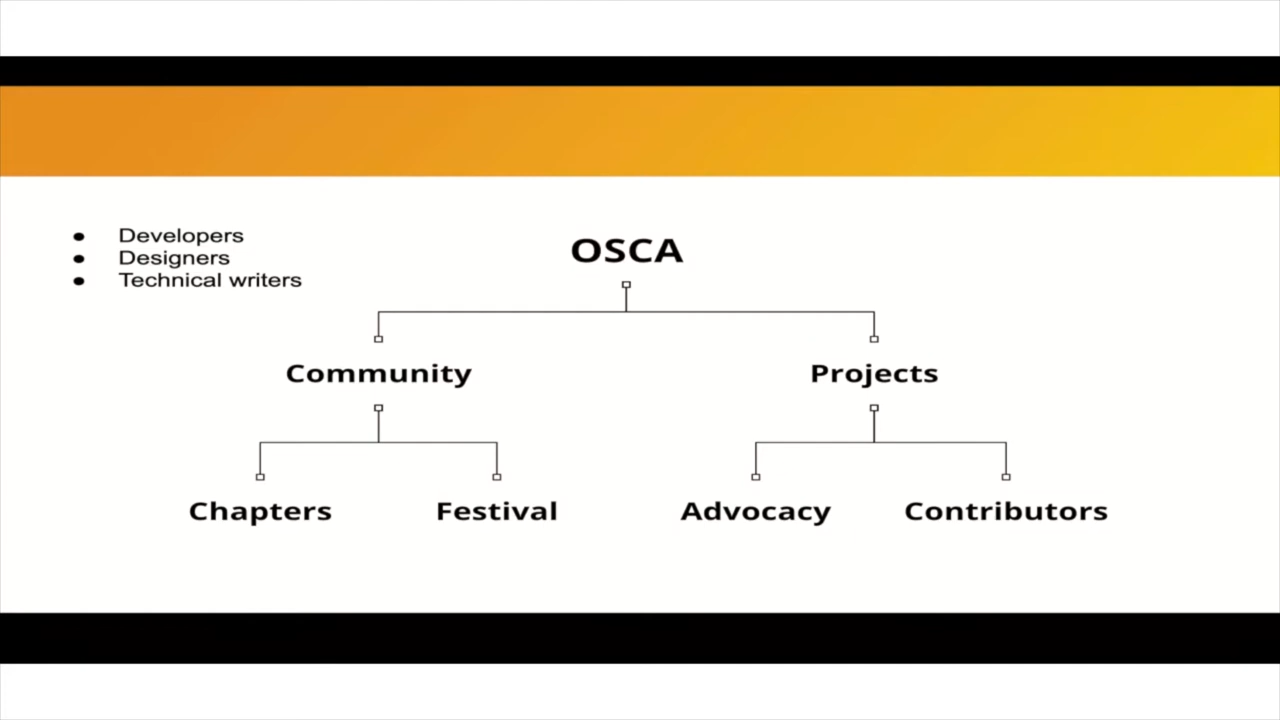 Developers
Designers
Technical writers
OSCA
Community
Projects
Chapters
Festival
Advocacy
Contributors